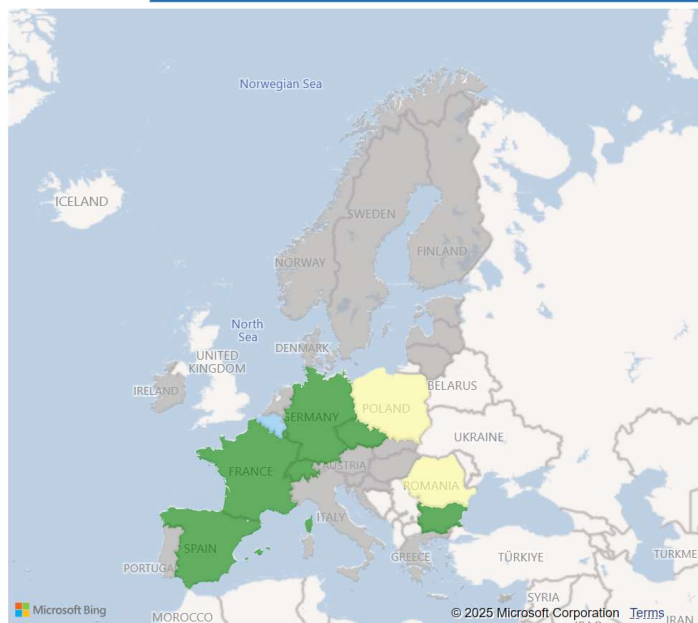 Norwegian Sea
ICELAND
SWEDEN
FINLAND
NORWAY
North
Sea
DENMARK
UNITED
KINGDOM
IRELAND
BELARUS
GERMANY
POLAND
UKRAINE
AUSTRIA
FRANCE
ROMANIA
ITALY
SPAIN
PORTUGA
GREECE
TÜRKIYE
TURKME
SYRIA
Microsoft Bing
© 2025 Microsoft Corporation Terms
IRAN
MOROCCO